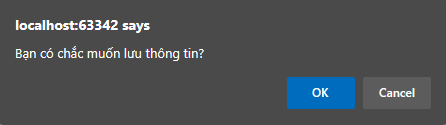 localhost:63342 says
Bạn có chắc muốn lưu thông tin?
OK Cancel